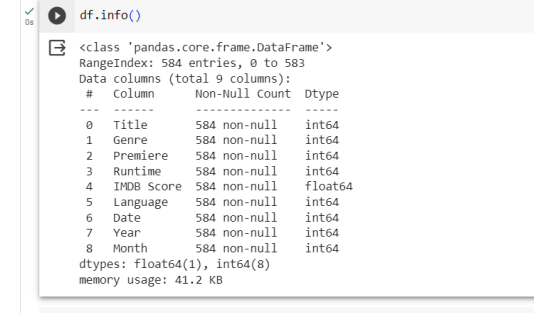 df.info()
0s
<class 'pandas.core.frame.DataFrame'>
RangeIndex: 584 entries, 0 to 583
Data columns (total 9 columns):
 #   Column      Non-Null Count  Dtype
---  ------      --------------  -----
 0   Title       584 non-null    int64
 1   Genre       584 non-null    int64
 2   Premiere    584 non-null    int64
 3   Runtime     584 non-null    int64
 4   IMDB Score  584 non-null    float64
 5   Language    584 non-null    int64
 6   Date        584 non-null    int64
 7   Year        584 non-null    int64
 8   Month       584 non-null    int64
dtypes: float64(1), int64(8)
memory usage: 41.2 KB